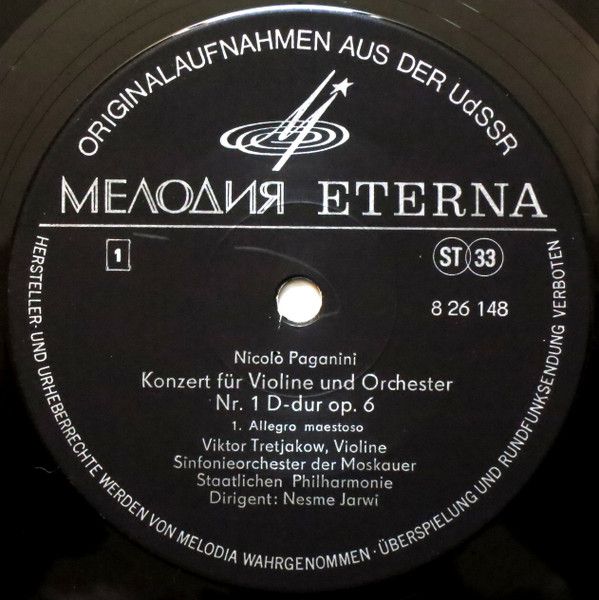 ORIGINALAUFNAHMEN AUS DER UdSSR
МЕЛОДИЯ ETERNA
1
ST 33
8 26 148
Nicolò Paganini
Konzert für Violine und Orchester
Nr. 1 D-dur op. 6
1. Allegro maestoso
Viktor Tretjakow, Violine
Sinfonieorchester der Moskauer
Staatlichen Philharmonie
Dirigent: Nesme Jarwi
HERSTELLER- UND URHEBERRECHTE WERDEN VON MELODIA WAHRGENOMMEN · ÜBERSPIELUNG UND RUNDFUNKSENDUNG VERBOTEN